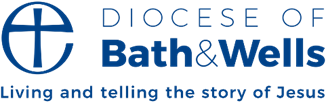 DIOCESE OF
Bath&Wells
Living and telling the story of Jesus